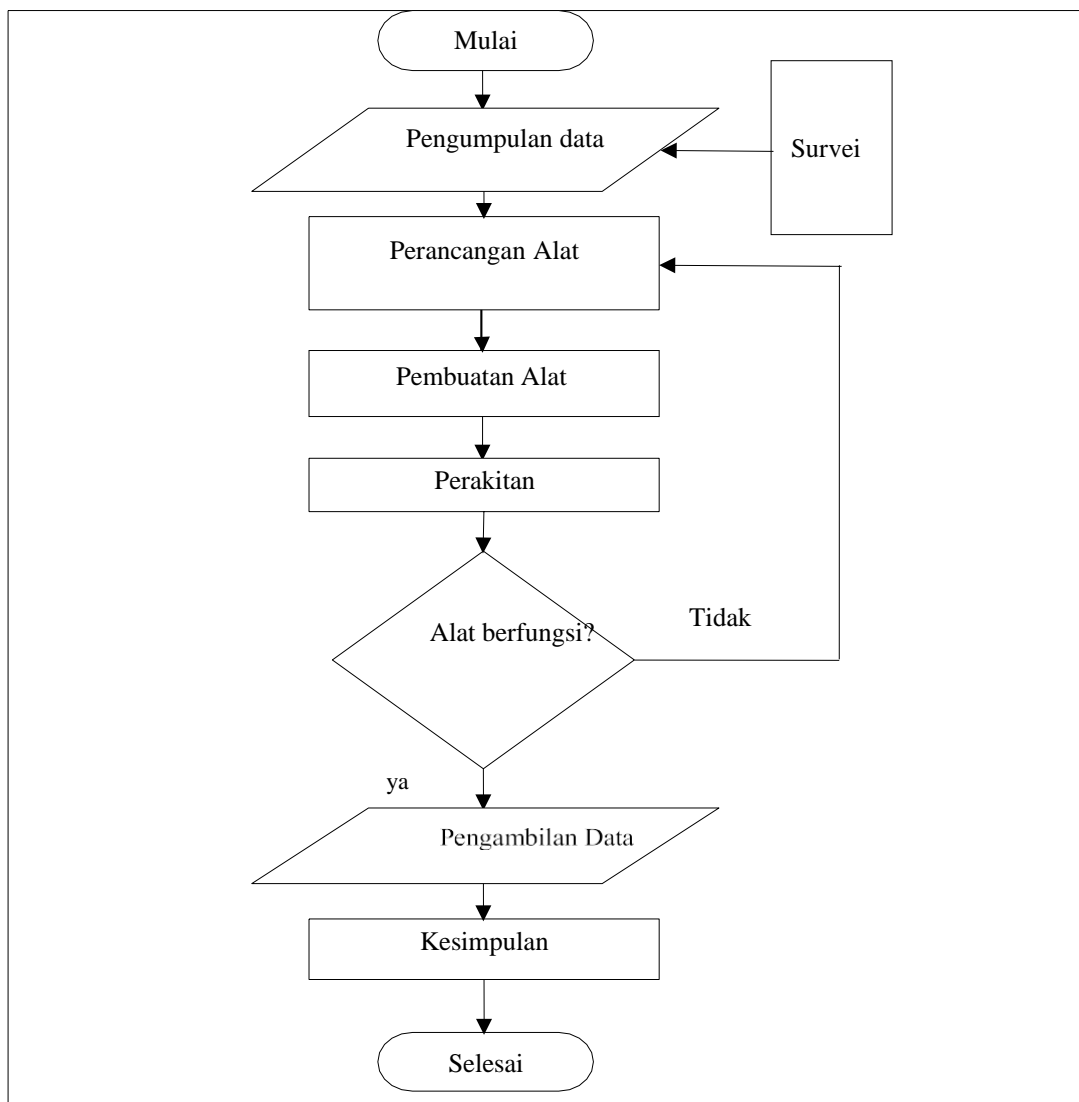 Mulai
Pengumpulan data
Survei
Perancangan Alat
Pembuatan Alat
Perakitan
Alat berfungsi?
Tidak
ya
Pengambilan Data
Kesimpulan
Selesai